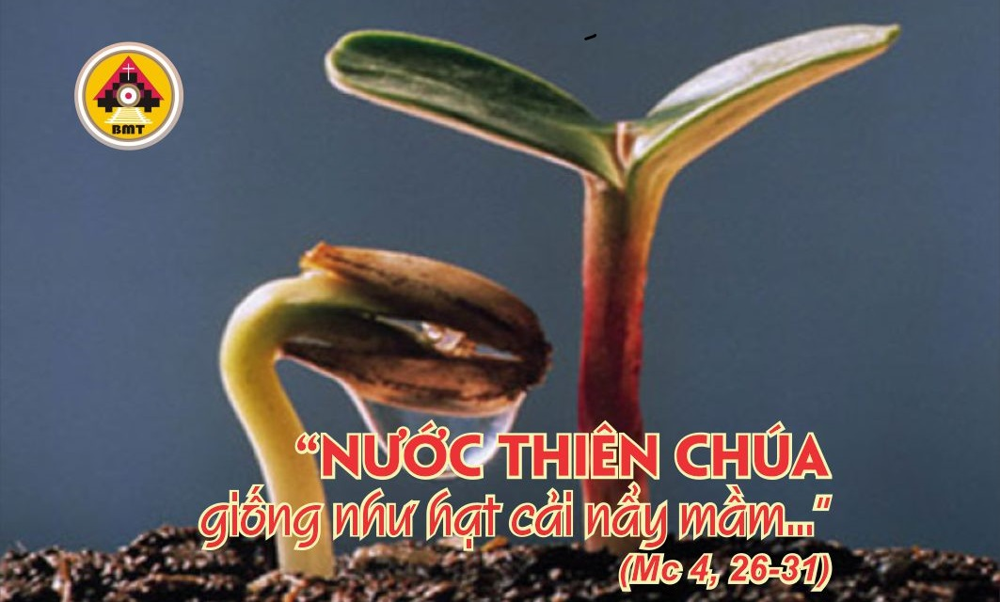 BMT
“NƯỚC THIÊN CHÚA
giống như hạt cải nẩy mầm..."
(Mc 4, 26-31)